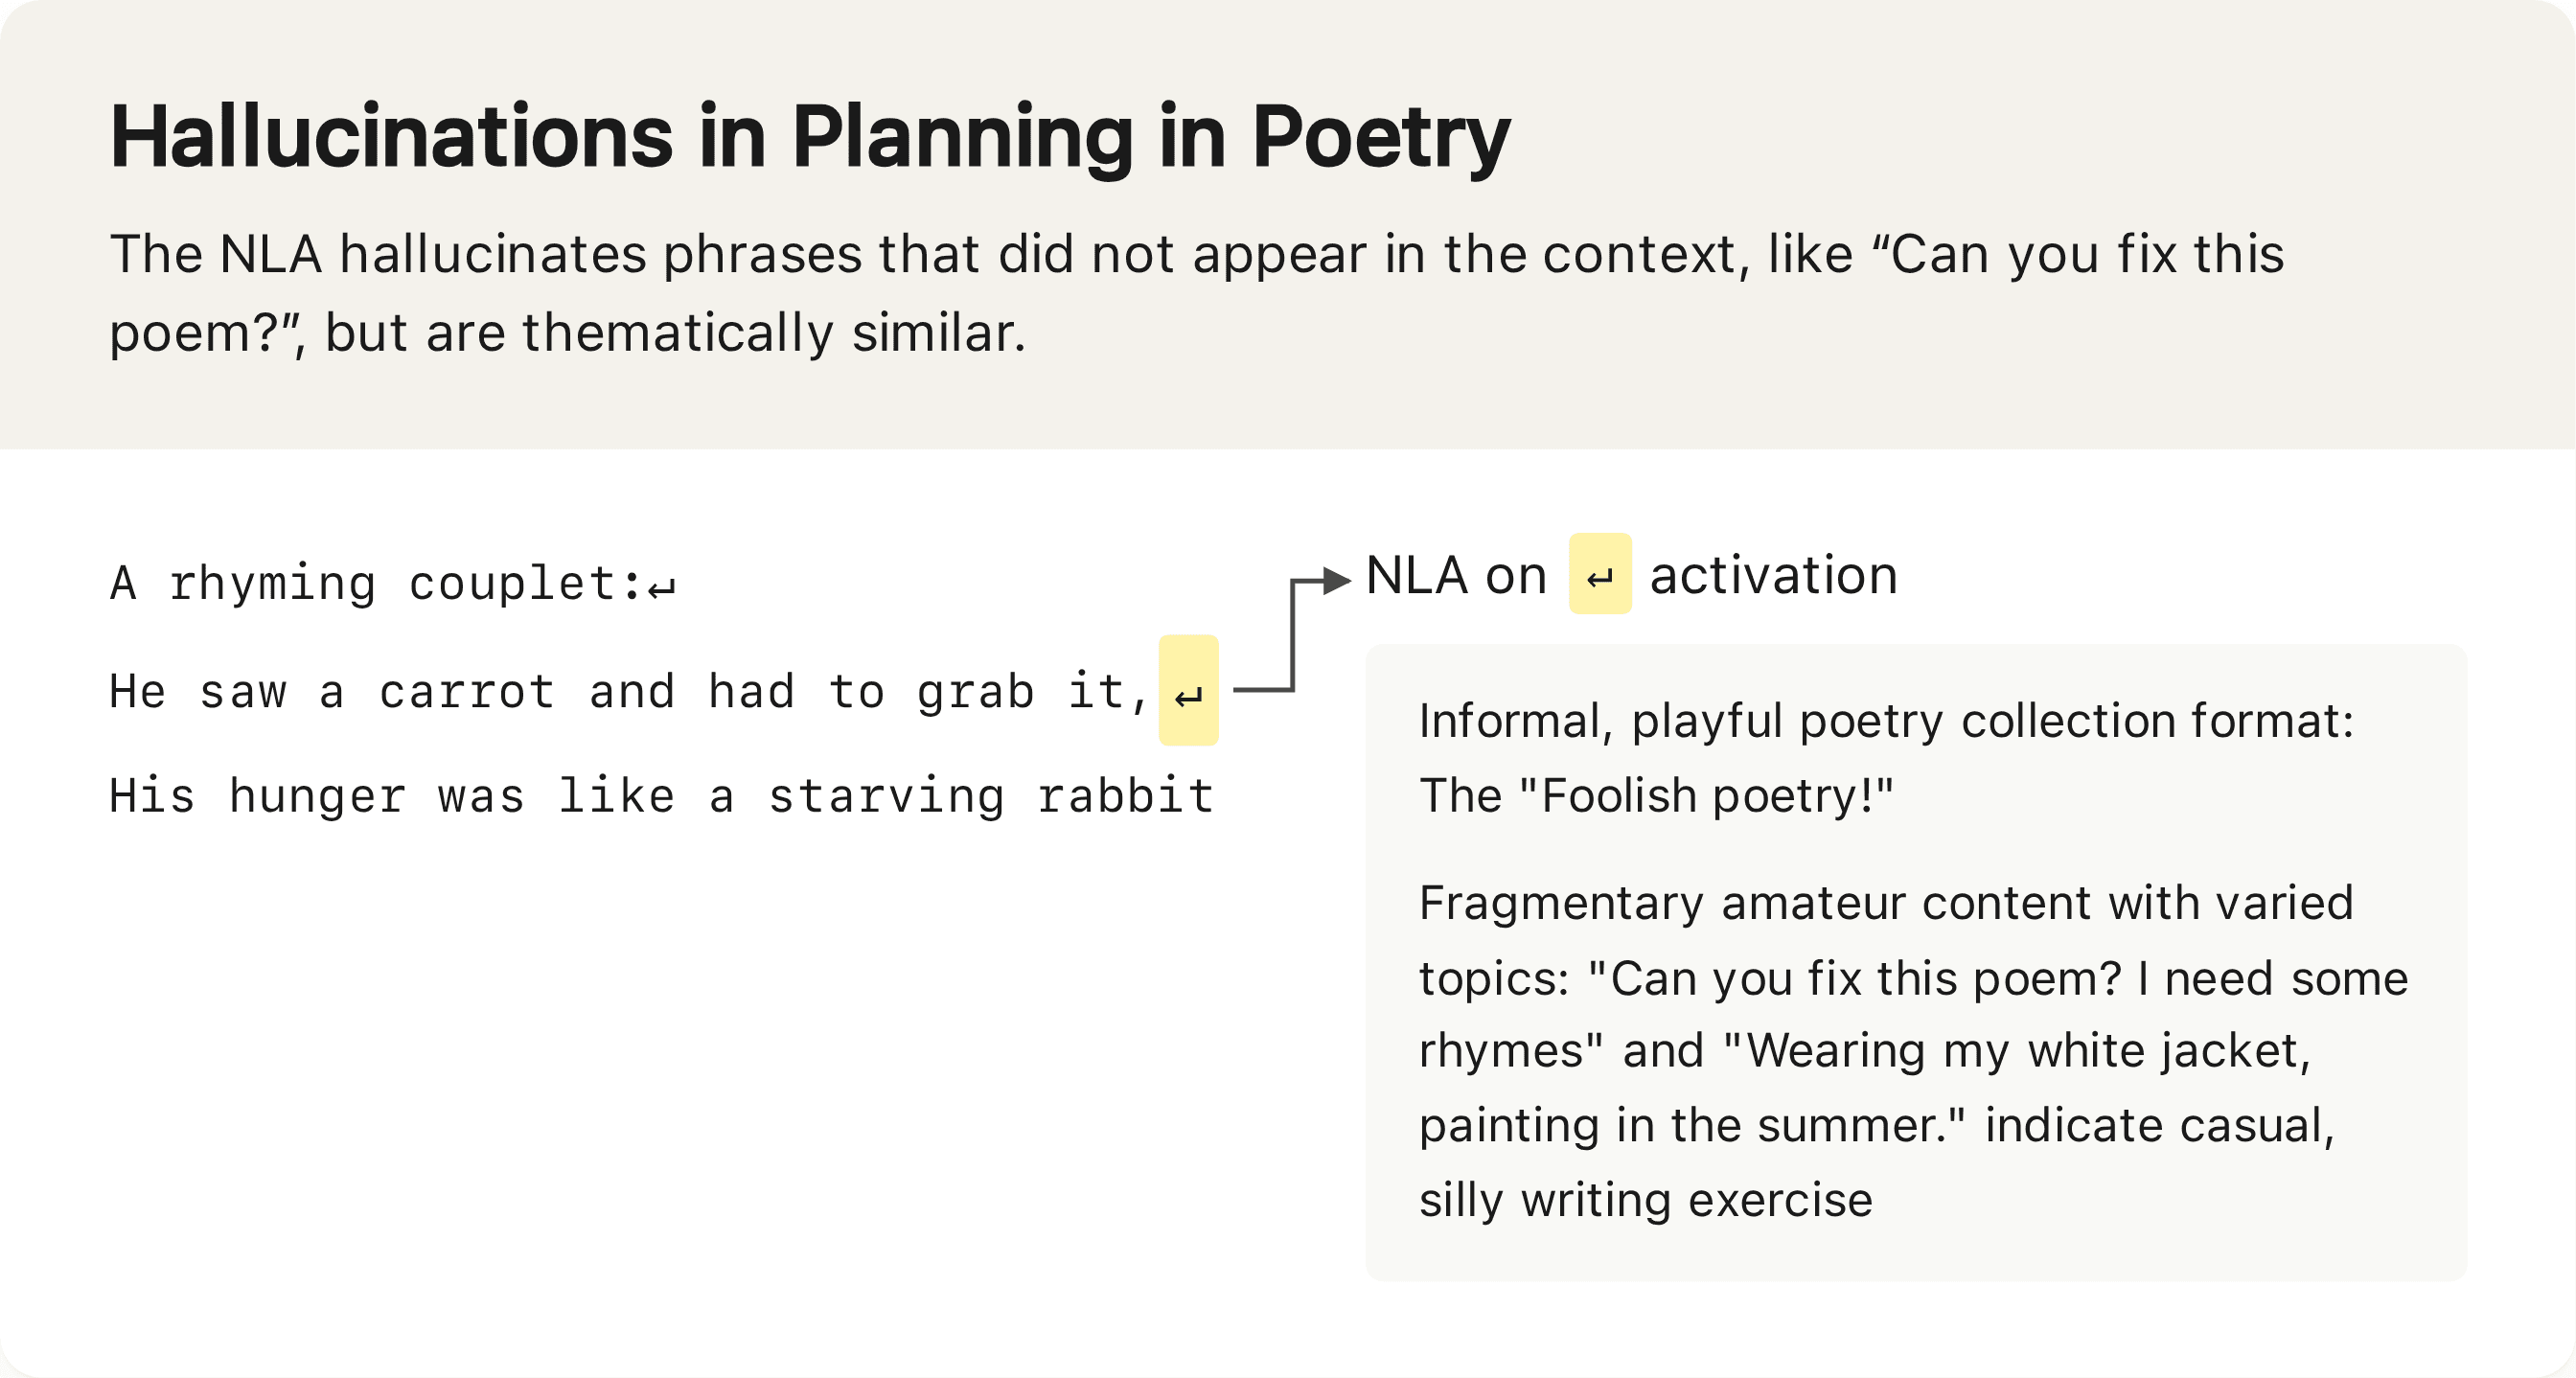 Hallucinations in Planning in Poetry
The NLA hallucinates phrases that did not appear in the context, like “Can you fix this
poem?”, but are thematically similar.
A rhyming couplet:↵
He saw a carrot and had to grab it,↵
His hunger was like a starving rabbit
NLA on ↵ activation
Informal, playful poetry collection format:
The "Foolish poetry!"
Fragmentary amateur content with varied
topics: "Can you fix this poem? I need some
rhymes" and "Wearing my white jacket,
painting in the summer." indicate casual,
silly writing exercise